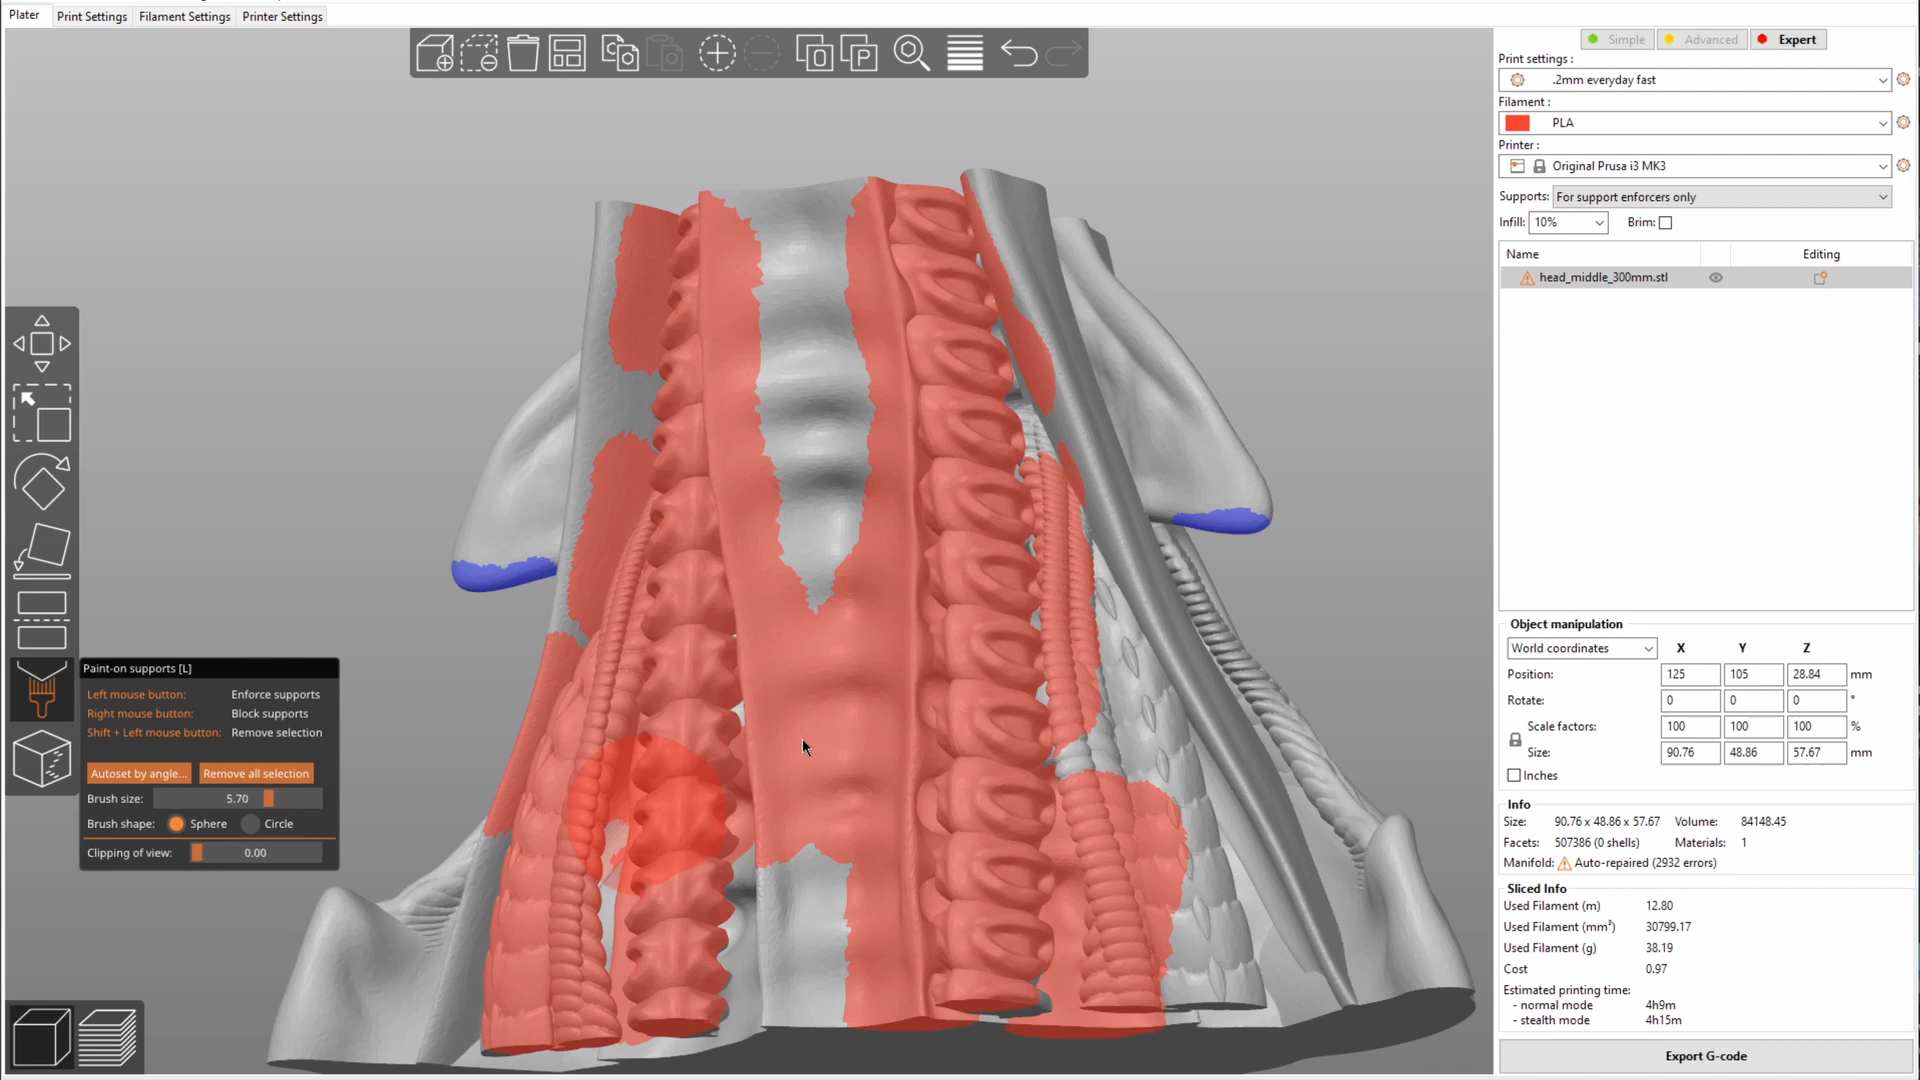 Plater Print Settings Filament Settings Printer Settings
Simple Advanced Expert
Print settings :
.2mm everyday fast
Filament :
PLA
Printer :
Original Prusa i3 MK3
Supports: For support enforcers only
Infill: 10% Brim:
Name Editing
head_middle_300mm.stl
Object manipulation
World coordinates X Y Z
Position: 125 105 28.84 mm
Rotate: 0 0 0 °
Scale factors: 100 100 100 %
Size: 90.76 48.86 57.67 mm
Inches
Info
Size: 90.76 x 48.86 x 57.67 Volume: 84148.45
Facets: 507386 (0 shells) Materials: 1
Manifold: Auto-repaired (2932 errors)
Sliced Info
Used Filament (m) 12.80
Used Filament (mm³) 30799.17
Used Filament (g) 38.19
Cost 0.97
Estimated printing time:
- normal mode 4h9m
- stealth mode 4h15m
Export G-code
Paint-on supports [L]
Left mouse button: Enforce supports
Right mouse button: Block supports
Shift + Left mouse button: Remove selection
Autoset by angle... Remove all selection
Brush size: 5.70
Brush shape: Sphere Circle
Clipping of view: 0.00